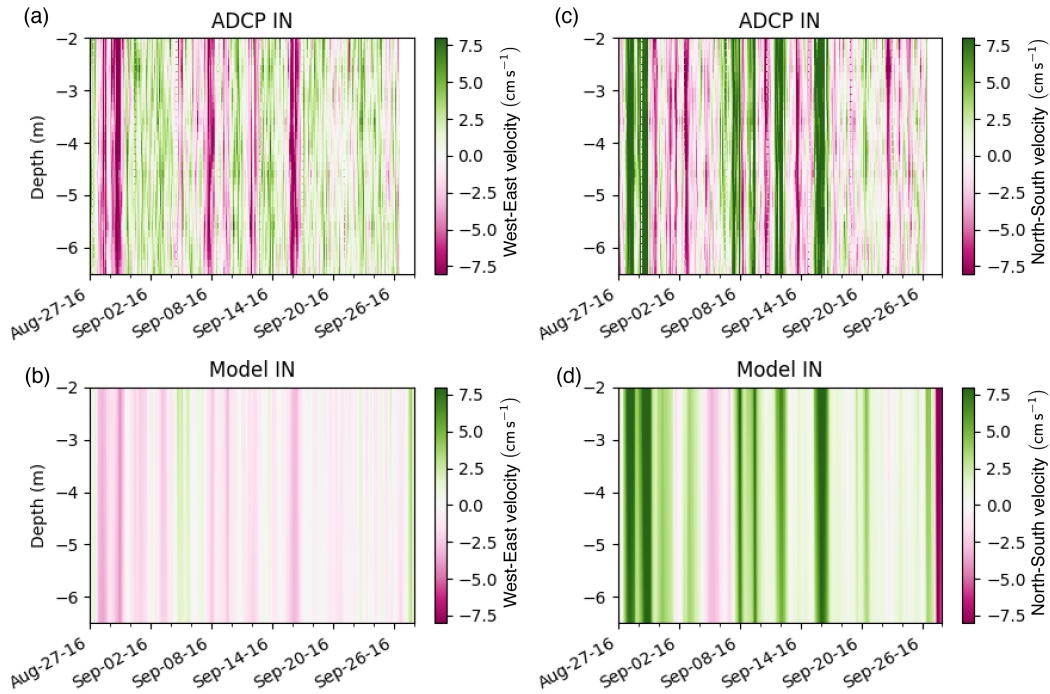 (a)
ADCP IN
−2
−3
−4
−5
−6
Depth (m)
Aug-27-16
Sep-02-16
Sep-08-16
Sep-14-16
Sep-20-16
Sep-26-16
7.5
5.0
2.5
0.0
−2.5
−5.0
−7.5
West-East velocity (cm s⁻¹)
(c)
ADCP IN
−2
−3
−4
−5
−6
Aug-27-16
Sep-02-16
Sep-08-16
Sep-14-16
Sep-20-16
Sep-26-16
7.5
5.0
2.5
0.0
−2.5
−5.0
−7.5
North-South velocity (cm s⁻¹)
(b)
Model IN
−2
−3
−4
−5
−6
Depth (m)
Aug-27-16
Sep-02-16
Sep-08-16
Sep-14-16
Sep-20-16
Sep-26-16
7.5
5.0
2.5
0.0
−2.5
−5.0
−7.5
West-East velocity (cm s⁻¹)
(d)
Model IN
−2
−3
−4
−5
−6
Aug-27-16
Sep-02-16
Sep-08-16
Sep-14-16
Sep-20-16
Sep-26-16
7.5
5.0
2.5
0.0
−2.5
−5.0
−7.5
North-South velocity (cm s⁻¹)